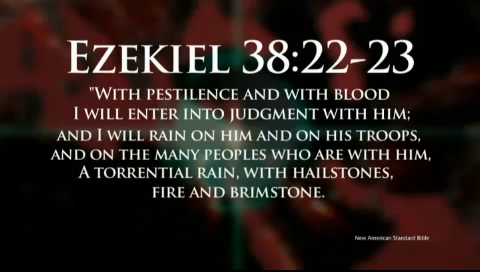 EZEKIEL 38:22-23
"WITH PESTILENCE AND WITH BLOOD
I WILL ENTER INTO JUDGMENT WITH HIM;
AND I WILL RAIN ON HIM AND ON HIS TROOPS,
AND ON THE MANY PEOPLES WHO ARE WITH HIM,
A TORRENTIAL RAIN, WITH HAILSTONES,
FIRE AND BRIMSTONE.
New American Standard Bible